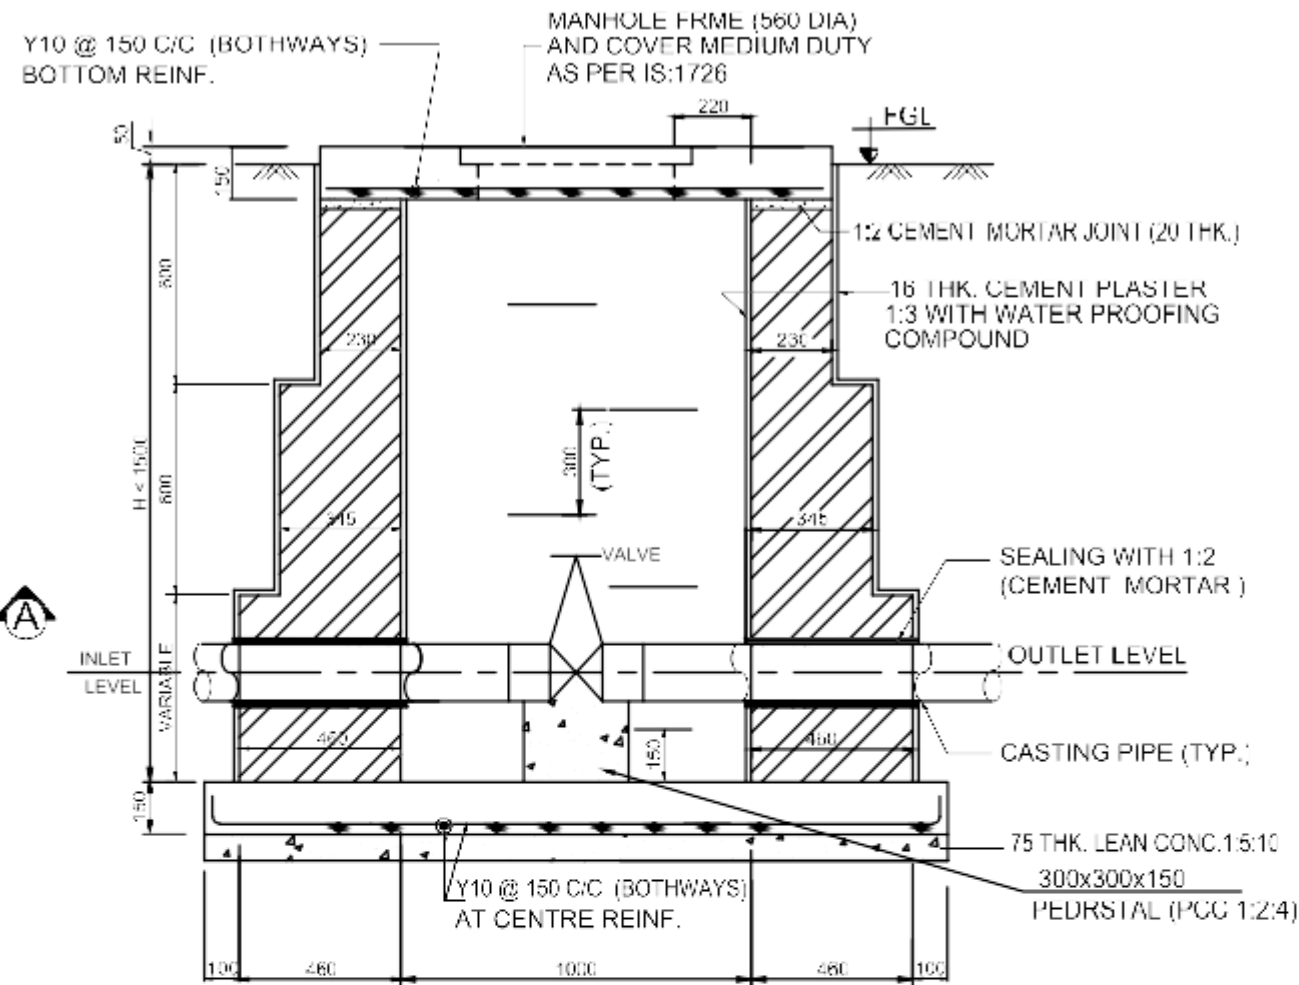 MANHOLE FRME (560 DIA)
AND COVER MEDIUM DUTY
AS PER IS:1726
Y10 @ 150 C/C (BOTHWAYS)
BOTTOM REINF.
220
FGL
50
150
1:2 CEMENT MORTAR JOINT (20 THK.)
600
16 THK. CEMENT PLASTER
1:3 WITH WATER PROOFING
COMPOUND
230
230
H < 1500
300
(TYP.)
600
345
345
VALVE
SEALING WITH 1:2
(CEMENT MORTAR )
A
INLET
LEVEL
OUTLET LEVEL
VARIABLE
460
150
460
CASTING PIPE (TYP.)
150
75 THK. LEAN CONC.1:5:10
300x300x150
PEDRSTAL (PCC 1:2:4)
Y10 @ 150 C/C (BOTHWAYS)
AT CENTRE REINF.
100
460
1000
460
100